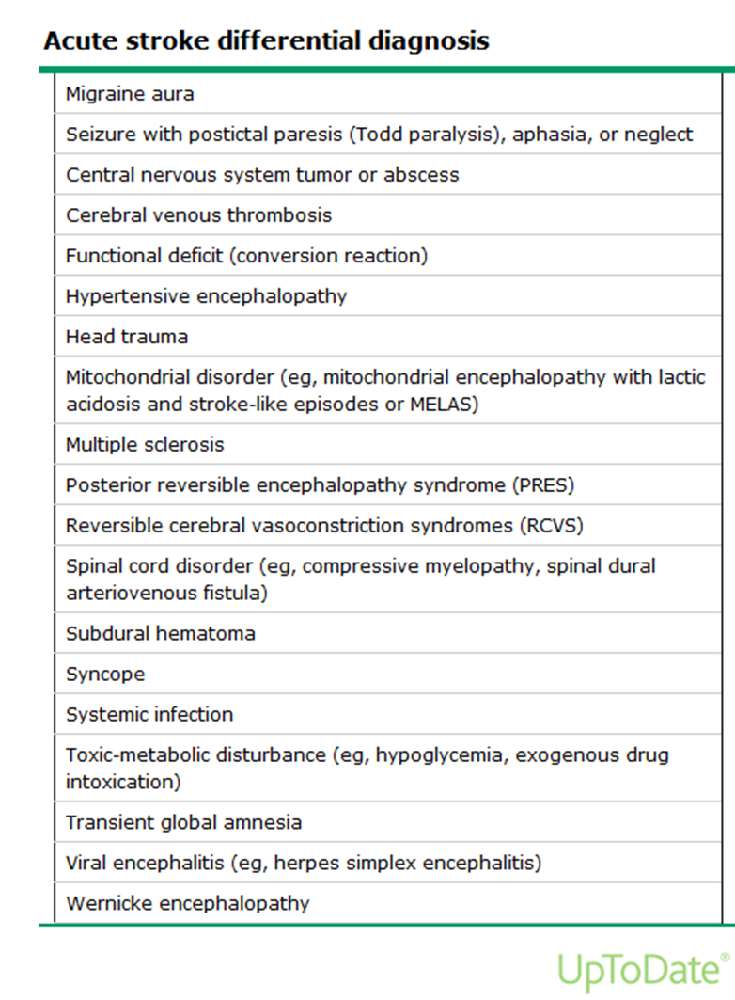 Acute stroke differential diagnosis
Migraine aura
Seizure with postictal paresis (Todd paralysis), aphasia, or neglect
Central nervous system tumor or abscess
Cerebral venous thrombosis
Functional deficit (conversion reaction)
Hypertensive encephalopathy
Head trauma
Mitochondrial disorder (eg, mitochondrial encephalopathy with lactic
acidosis and stroke-like episodes or MELAS)
Multiple sclerosis
Posterior reversible encephalopathy syndrome (PRES)
Reversible cerebral vasoconstriction syndromes (RCVS)
Spinal cord disorder (eg, compressive myelopathy, spinal dural
arteriovenous fistula)
Subdural hematoma
Syncope
Systemic infection
Toxic-metabolic disturbance (eg, hypoglycemia, exogenous drug
intoxication)
Transient global amnesia
Viral encephalitis (eg, herpes simplex encephalitis)
Wernicke encephalopathy
UpToDate®